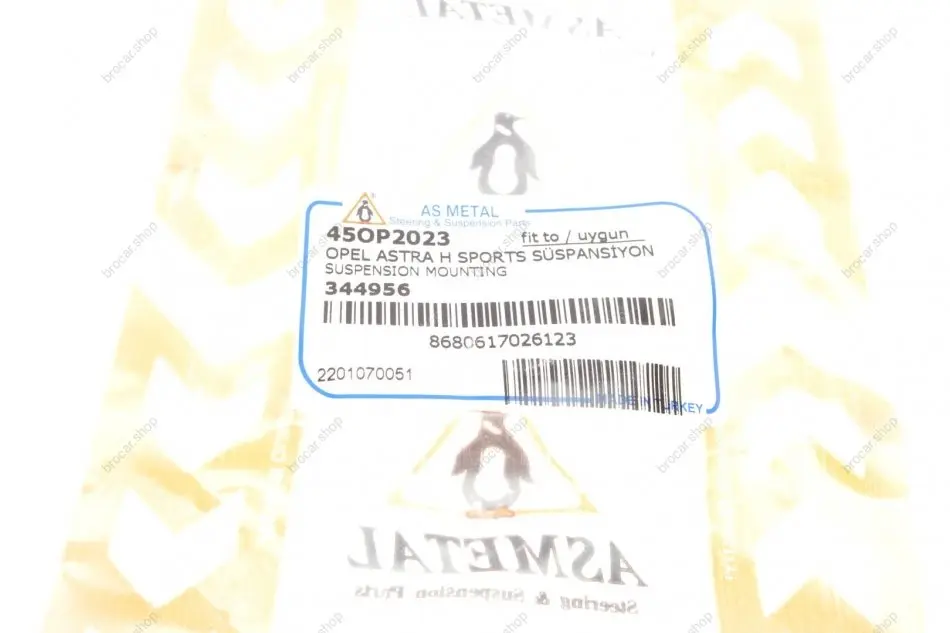 ASMETAL
AS METAL
Steering & Suspension Parts
45OP2023
fit to / uygun
OPEL ASTRA H SPORTS SÜSPANSİYON
SUSPENSION MOUNTING
344956
8680617026123
2201070051
MADE IN TURKEY
ASMETAL
Steering & Suspension Parts
brocar.shop